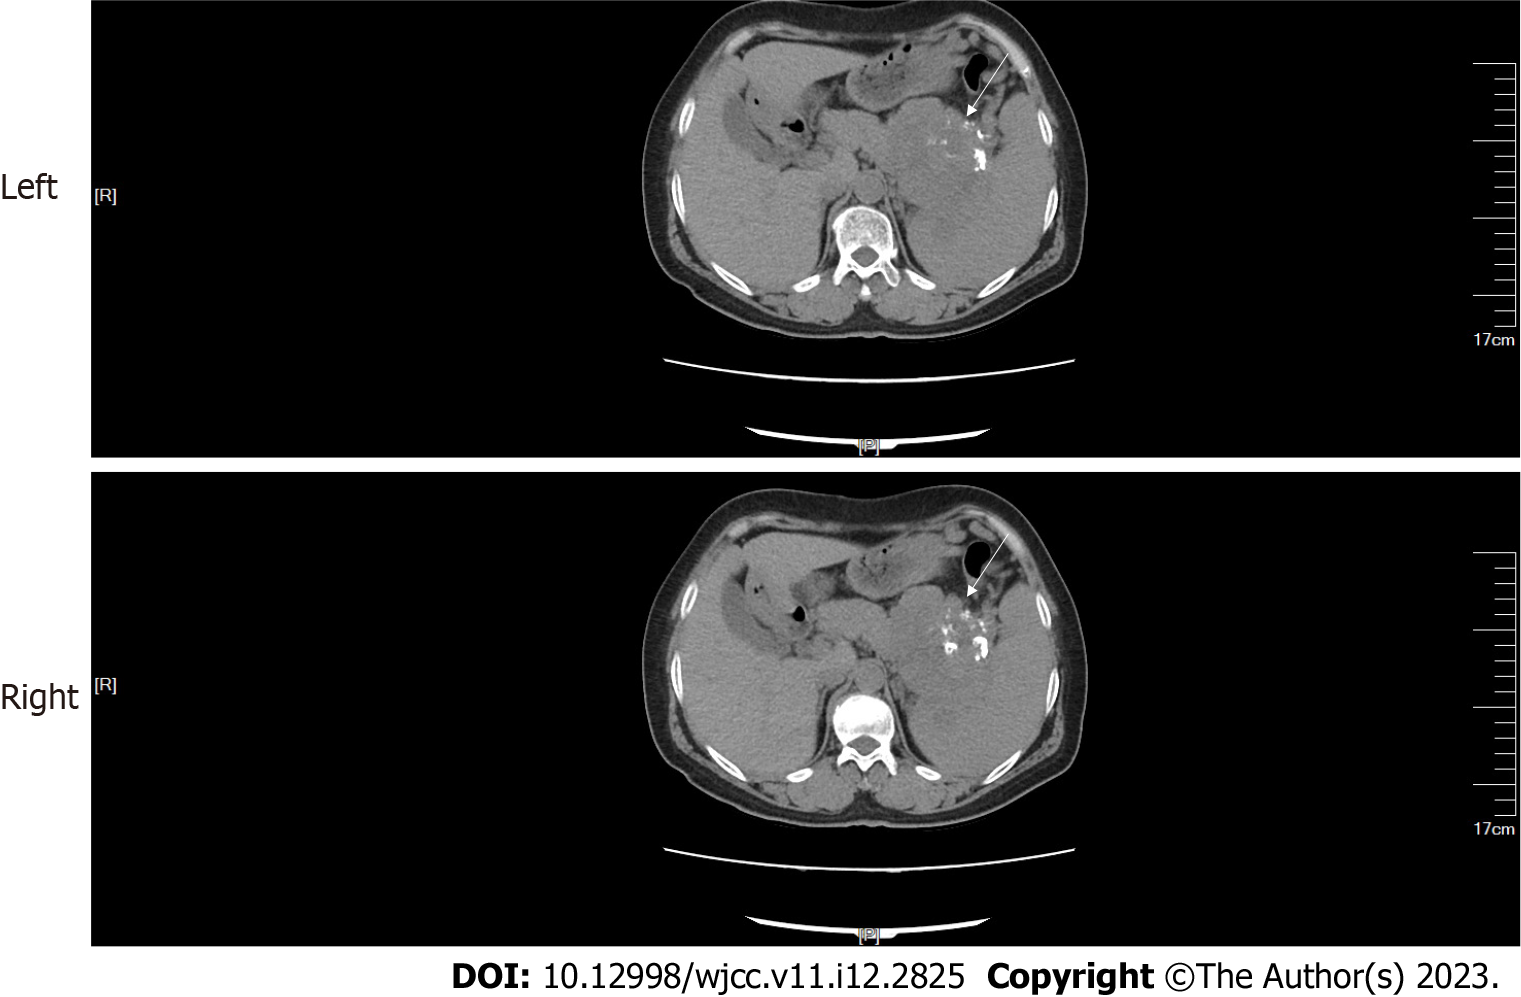 Left
[R]
17cm
[P]
Right
[R]
17cm
[P]
DOI: 10.12998/wjcc.v11.i12.2825 Copyright ©The Author(s) 2023.